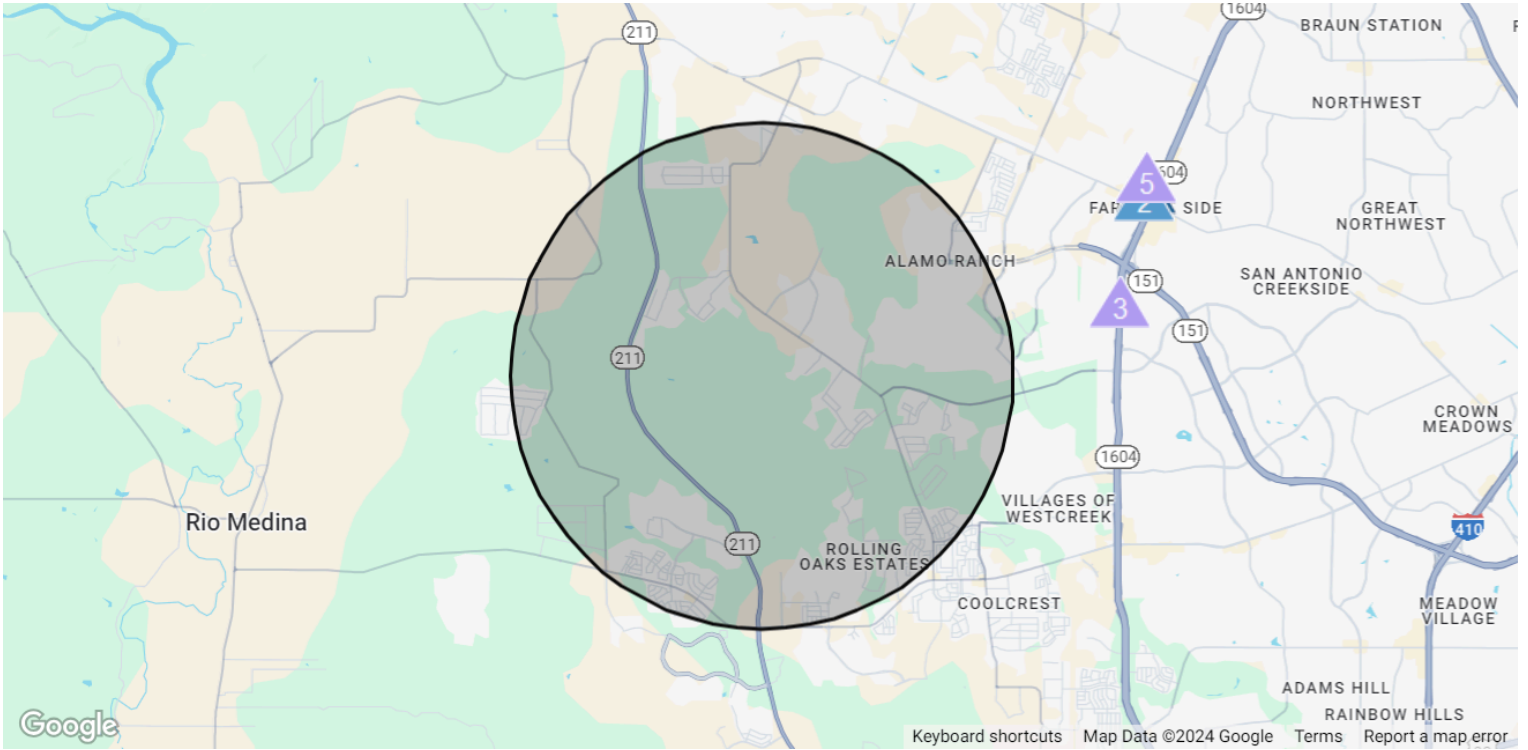 1604
211
BRAUN STATION
NORTHWEST
5
604
2
SIDE
GREAT
NORTHWEST
ALAMO RANCH
SAN ANTONIO
CREEKSIDE
151
3
151
211
CROWN
MEADOWS
1604
VILLAGES OF
WESTCREEK
Rio Medina
410
211
ROLLING
OAKS ESTATES
COOLCREST
MEADOW
VILLAGE
ADAMS HILL
RAINBOW HILLS
Google
Keyboard shortcuts
Map Data ©2024 Google
Terms
Report a map error